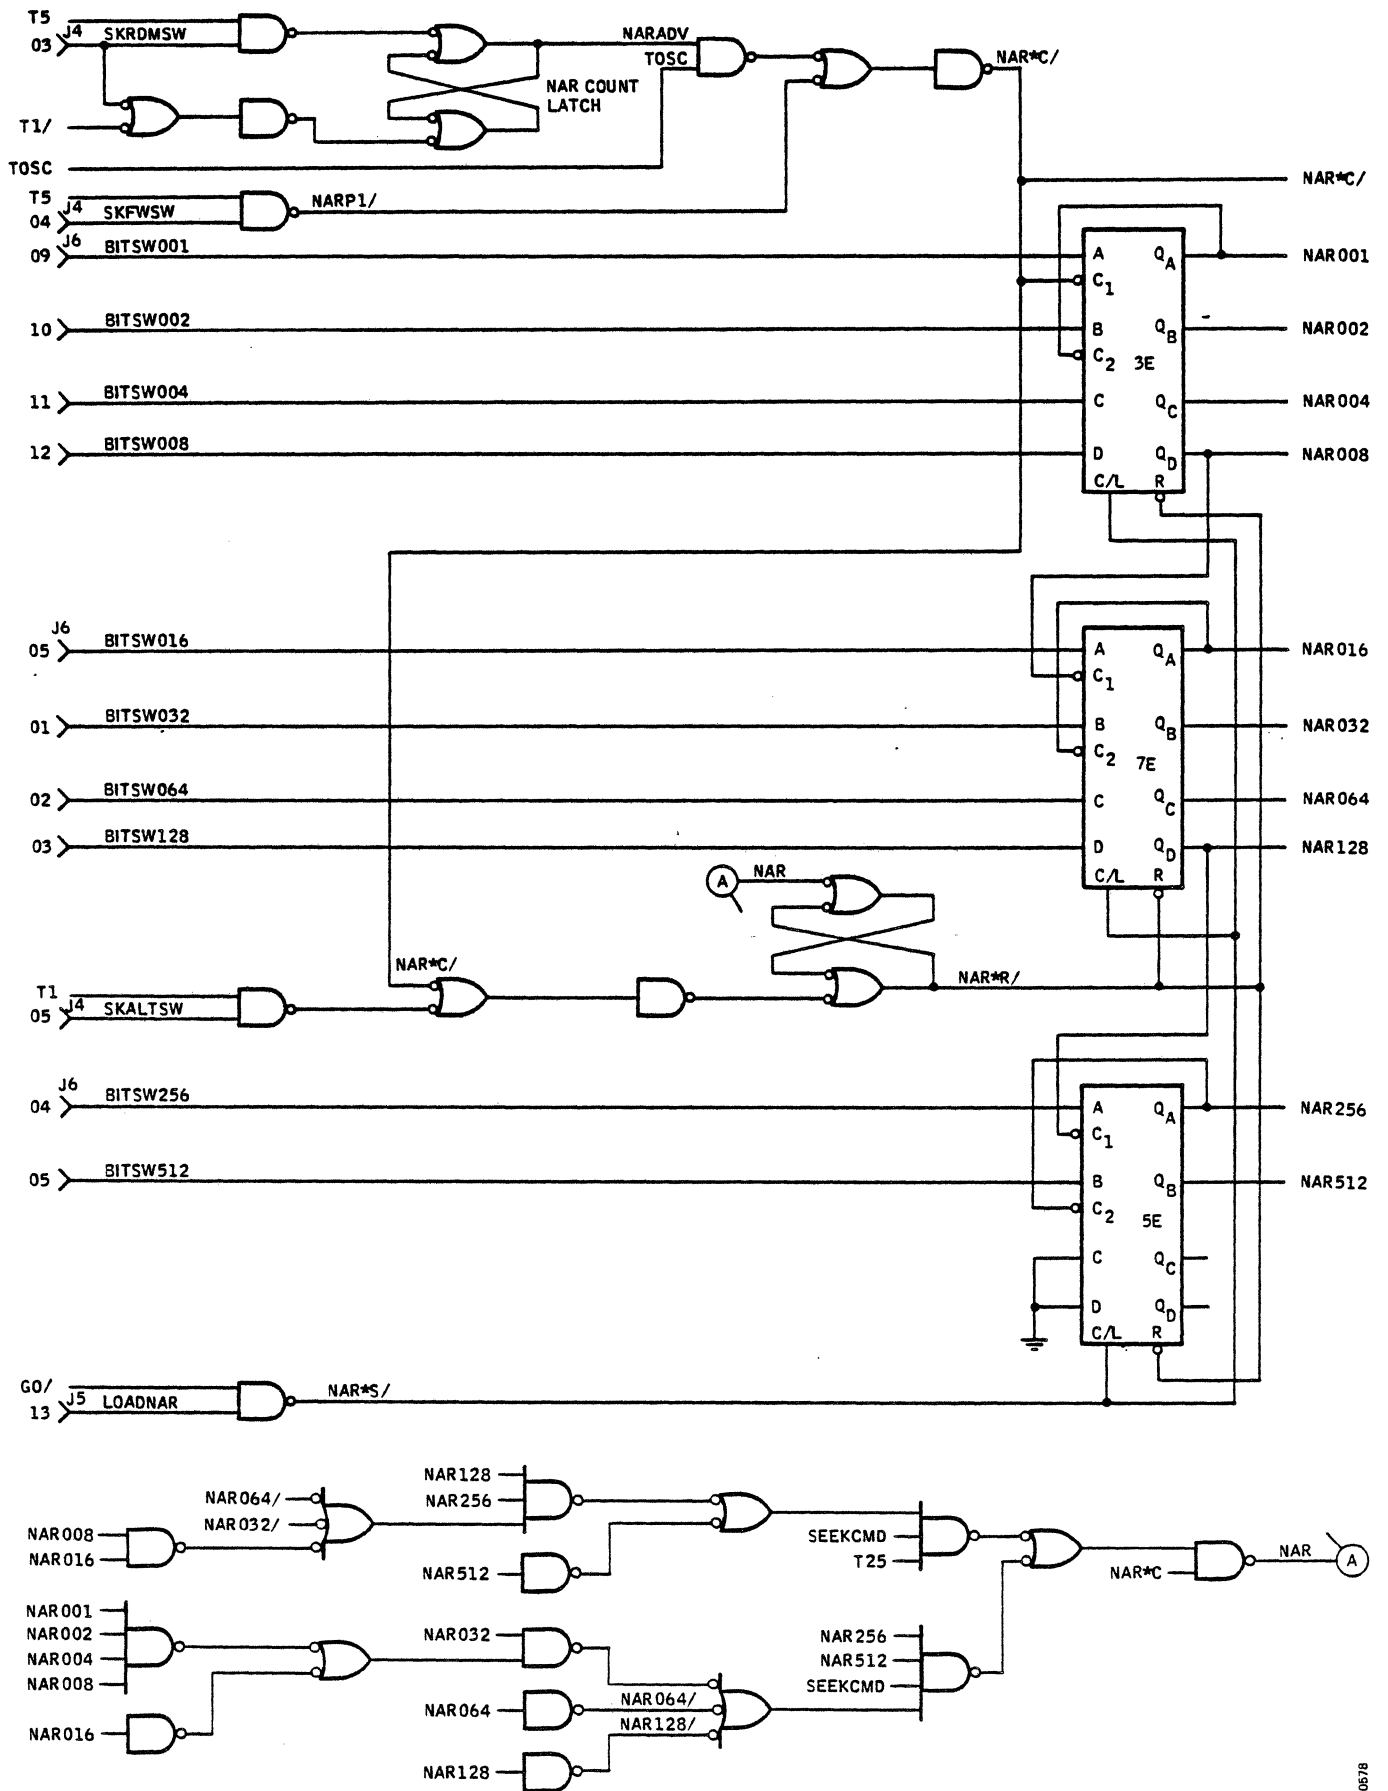 T5
J4
03 SKRDMSW
NARADV
TOSC
NAR*C/
NAR COUNT
LATCH
T1/
TOSC
NAR*C/
T5
J4
04 SKFWSW
NARP1/
J6
09 BITSW001 A QA NAR001
C1
10 BITSW002 B QB NAR002
C2 3E
11 BITSW004 C QC NAR004
12 BITSW008 D QD NAR008
C/L R
J6
05 BITSW016 A QA NAR016
C1
01 BITSW032 B QB NAR032
C2 7E
02 BITSW064 C QC NAR064
03 BITSW128 D QD NAR128
C/L R
A NAR
NAR*C/
NAR*R/
T1
J4
05 SKALTSW
J6
04 BITSW256 A QA NAR256
C1
05 BITSW512 B QB NAR512
C2 5E
C QC
D QD
C/L R
GO/
J5
13 LOADNAR
NAR*S/
NAR128
NAR256
NAR064/
NAR032/
NAR008
NAR016
NAR512
SEEKCMD
T25
NAR*C
NAR A
NAR001
NAR002
NAR004
NAR008
NAR016
NAR032
NAR064
NAR064/
NAR128/
NAR128
NAR256
NAR512
SEEKCMD
0678